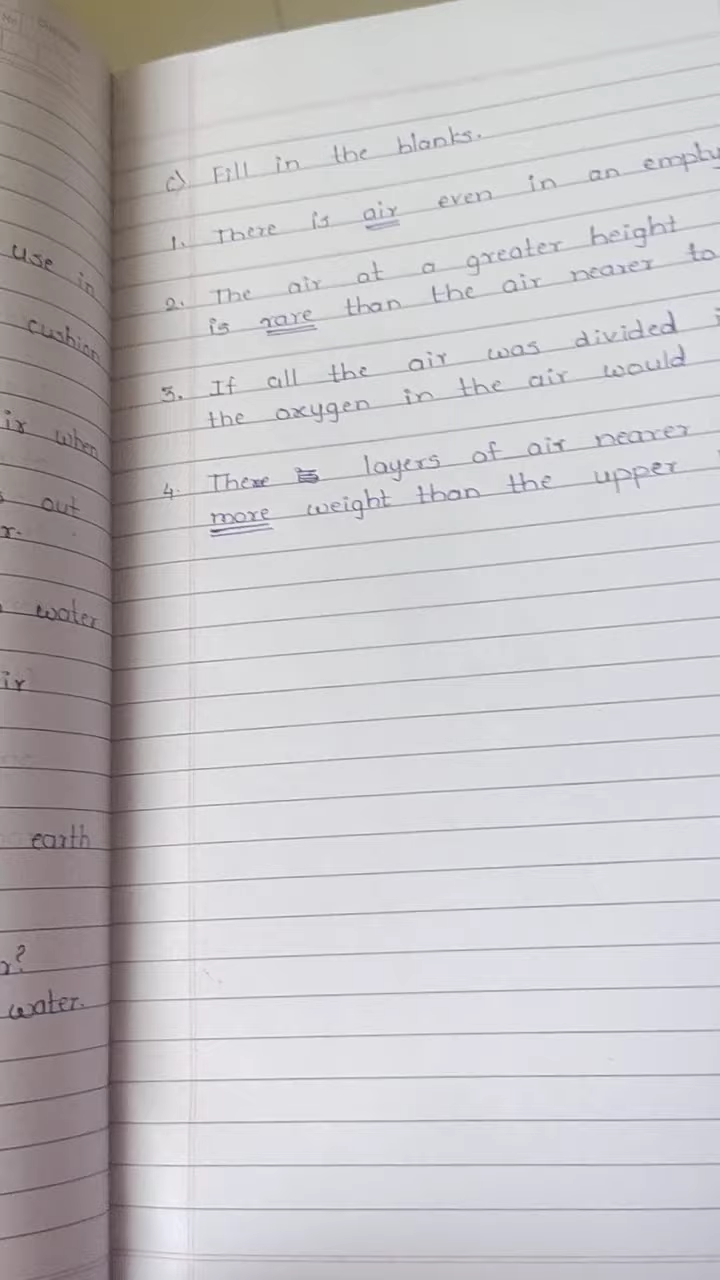 use in
cushion
ir when
out
r.
water
ir
earth
?
water.
c) Fill in the blanks.
1. There is air even in an empty
2. The air at a greater height
is rare than the air nearer to
3. If all the air was divided
the oxygen in the air would
4. There layers of air nearer
more weight than the upper